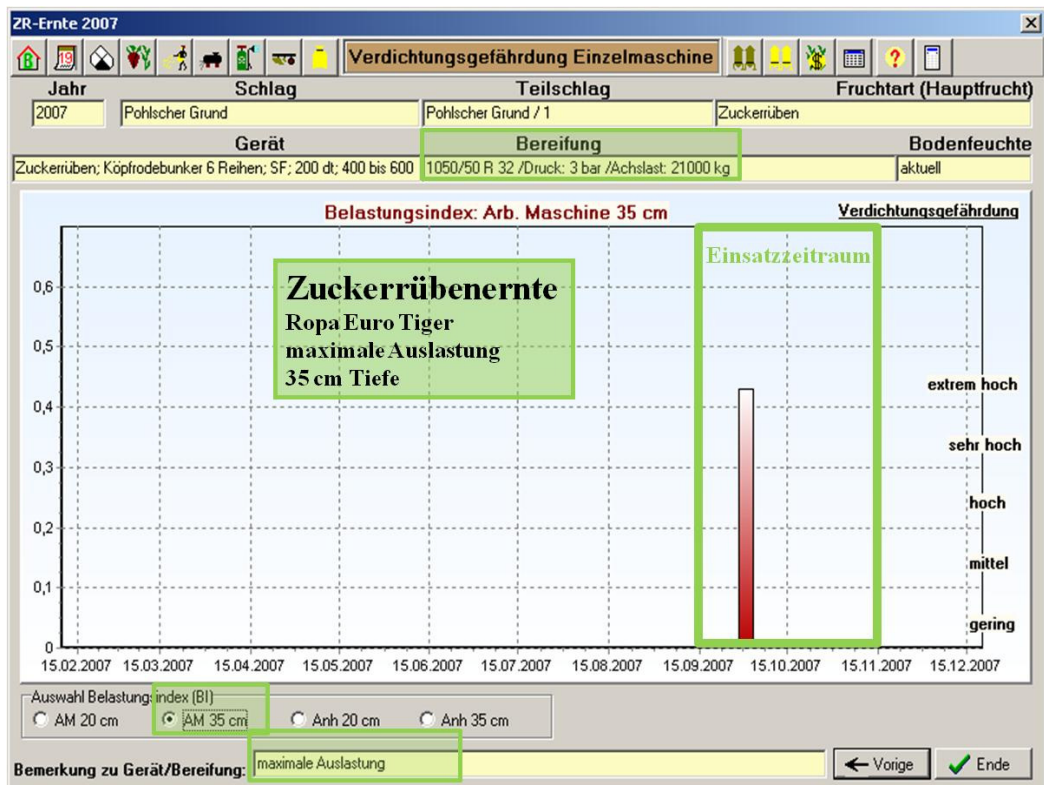 ZR-Ernte 2007
B 19 Verdichtungsgefährdung Einzelmaschine ?
Jahr Schlag Teilschlag Fruchtart (Hauptfrucht)
2007 Pohlscher Grund Pohlscher Grund / 1 Zuckerrüben
Gerät Bereifung Bodenfeuchte
Zuckerrüben; Köpfrodebunker 6 Reihen; SF; 200 dt; 400 bis 600 1050/50 R 32 /Druck: 3 bar /Achslast: 21000 kg aktuell
Belastungsindex: Arb. Maschine 35 cm Verdichtungsgefährdung
Einsatzzeitraum
Zuckerrübenernte
Ropa Euro Tiger
maximale Auslastung
35 cm Tiefe
0,6
0,5
0,4
0,3
0,2
0,1
0
extrem hoch
sehr hoch
hoch
mittel
gering
15.02.2007 15.03.2007 15.04.2007 15.05.2007 15.06.2007 15.07.2007 15.08.2007 15.09.2007 15.10.2007 15.11.2007 15.12.2007
Auswahl Belastungsindex (BI)
AM 20 cm AM 35 cm Anh 20 cm Anh 35 cm
Bemerkung zu Gerät/Bereifung: maximale Auslastung Vorige Ende